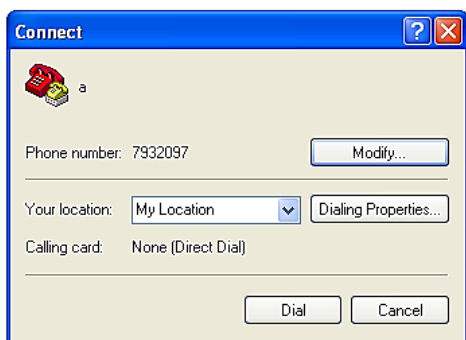 Connect
a
Phone number: 7932097 Modify...
Your location: My Location Dialing Properties...
Calling card: None (Direct Dial)
Dial Cancel